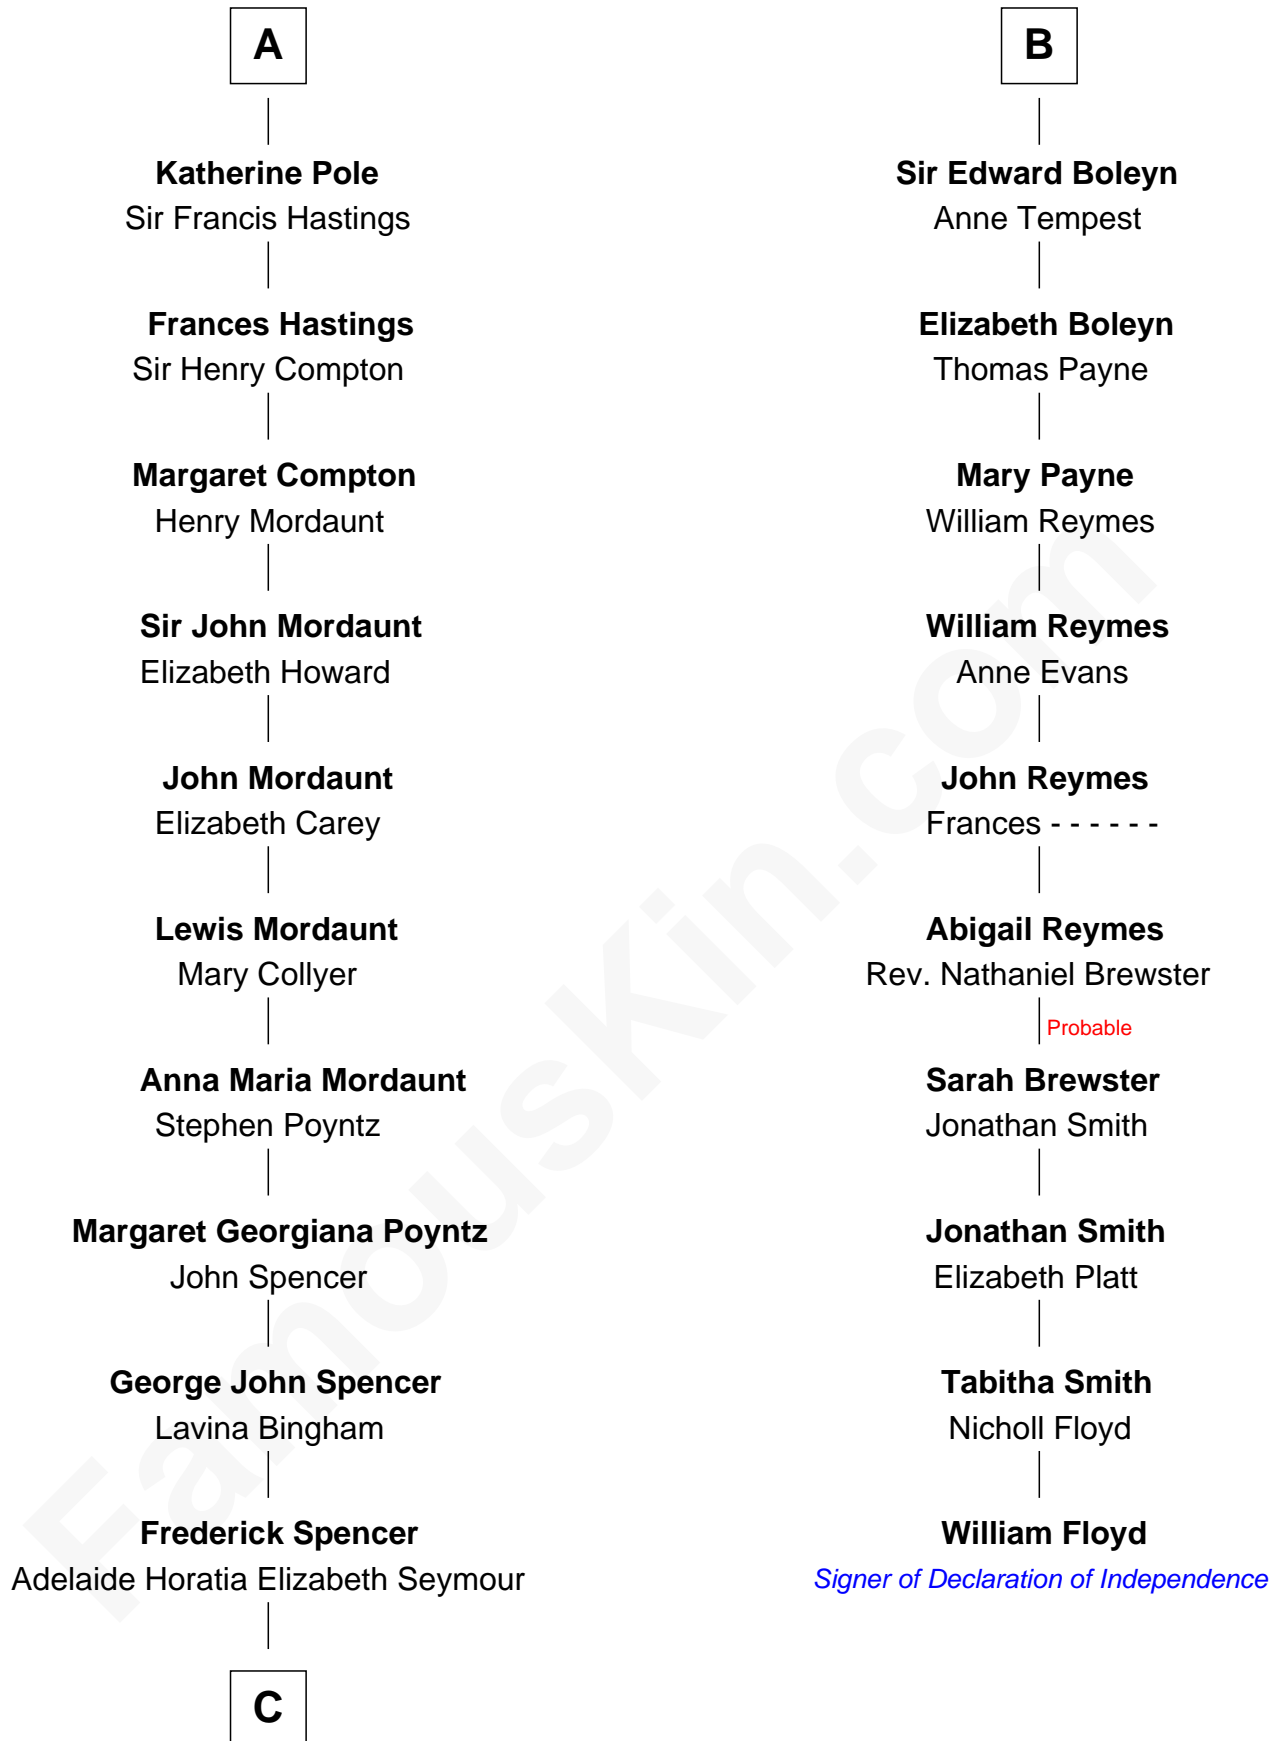 A
Katherine Pole
Sir Francis Hastings
Frances Hastings
Sir Henry Compton
Margaret Compton
Henry Mordaunt
Sir John Mordaunt
Elizabeth Howard
John Mordaunt
Elizabeth Carey
Lewis Mordaunt
Mary Collyer
Anna Maria Mordaunt
Stephen Poyntz
Margaret Georgiana Poyntz
John Spencer
George John Spencer
Lavina Bingham
Frederick Spencer
Adelaide Horatia Elizabeth Seymour
C
B
Sir Edward Boleyn
Anne Tempest
Elizabeth Boleyn
Thomas Payne
Mary Payne
William Reymes
William Reymes
Anne Evans
John Reymes
Frances - - - - - -
Abigail Reymes
Rev. Nathaniel Brewster
Probable
Sarah Brewster
Jonathan Smith
Jonathan Smith
Elizabeth Platt
Tabitha Smith
Nicholl Floyd
William Floyd
Signer of Declaration of Independence
FamousKin.com